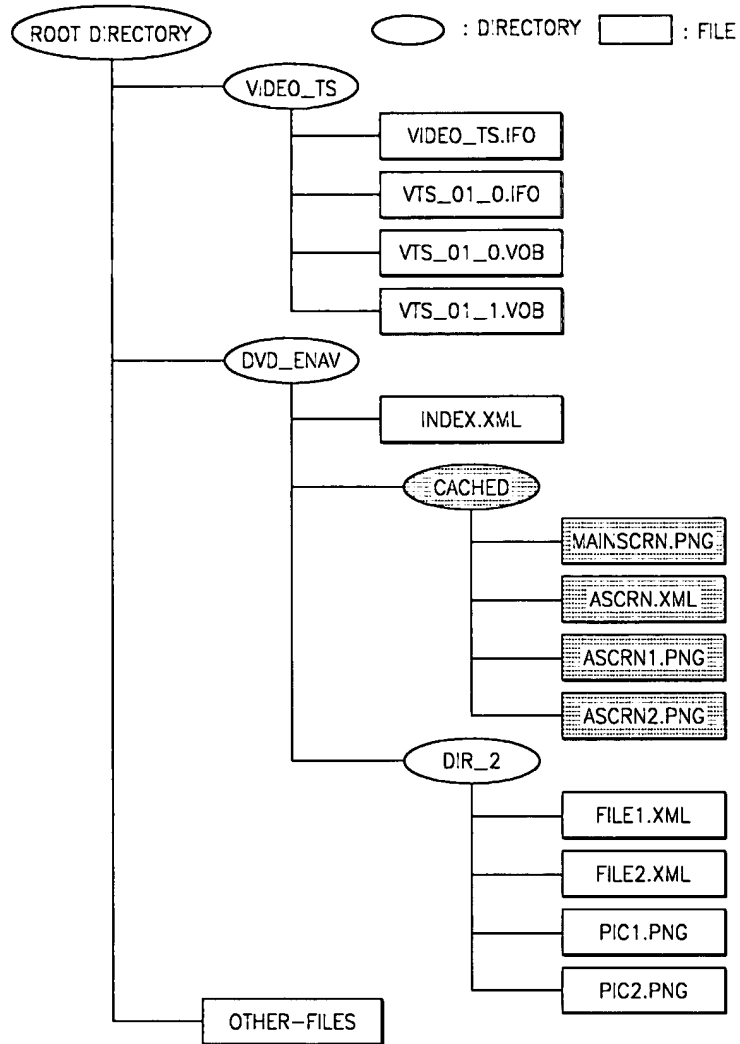 ROOT DIRECTORY
: DIRECTORY
: FILE
VIDEO_TS
VIDEO_TS.IFO
VTS_01_0.IFO
VTS_01_0.VOB
VTS_01_1.VOB
DVD_ENAV
INDEX.XML
CACHED
MAINSCRN.PNG
ASCRN.XML
ASCRN1.PNG
ASCRN2.PNG
DIR_2
FILE1.XML
FILE2.XML
PIC1.PNG
PIC2.PNG
OTHER-FILES